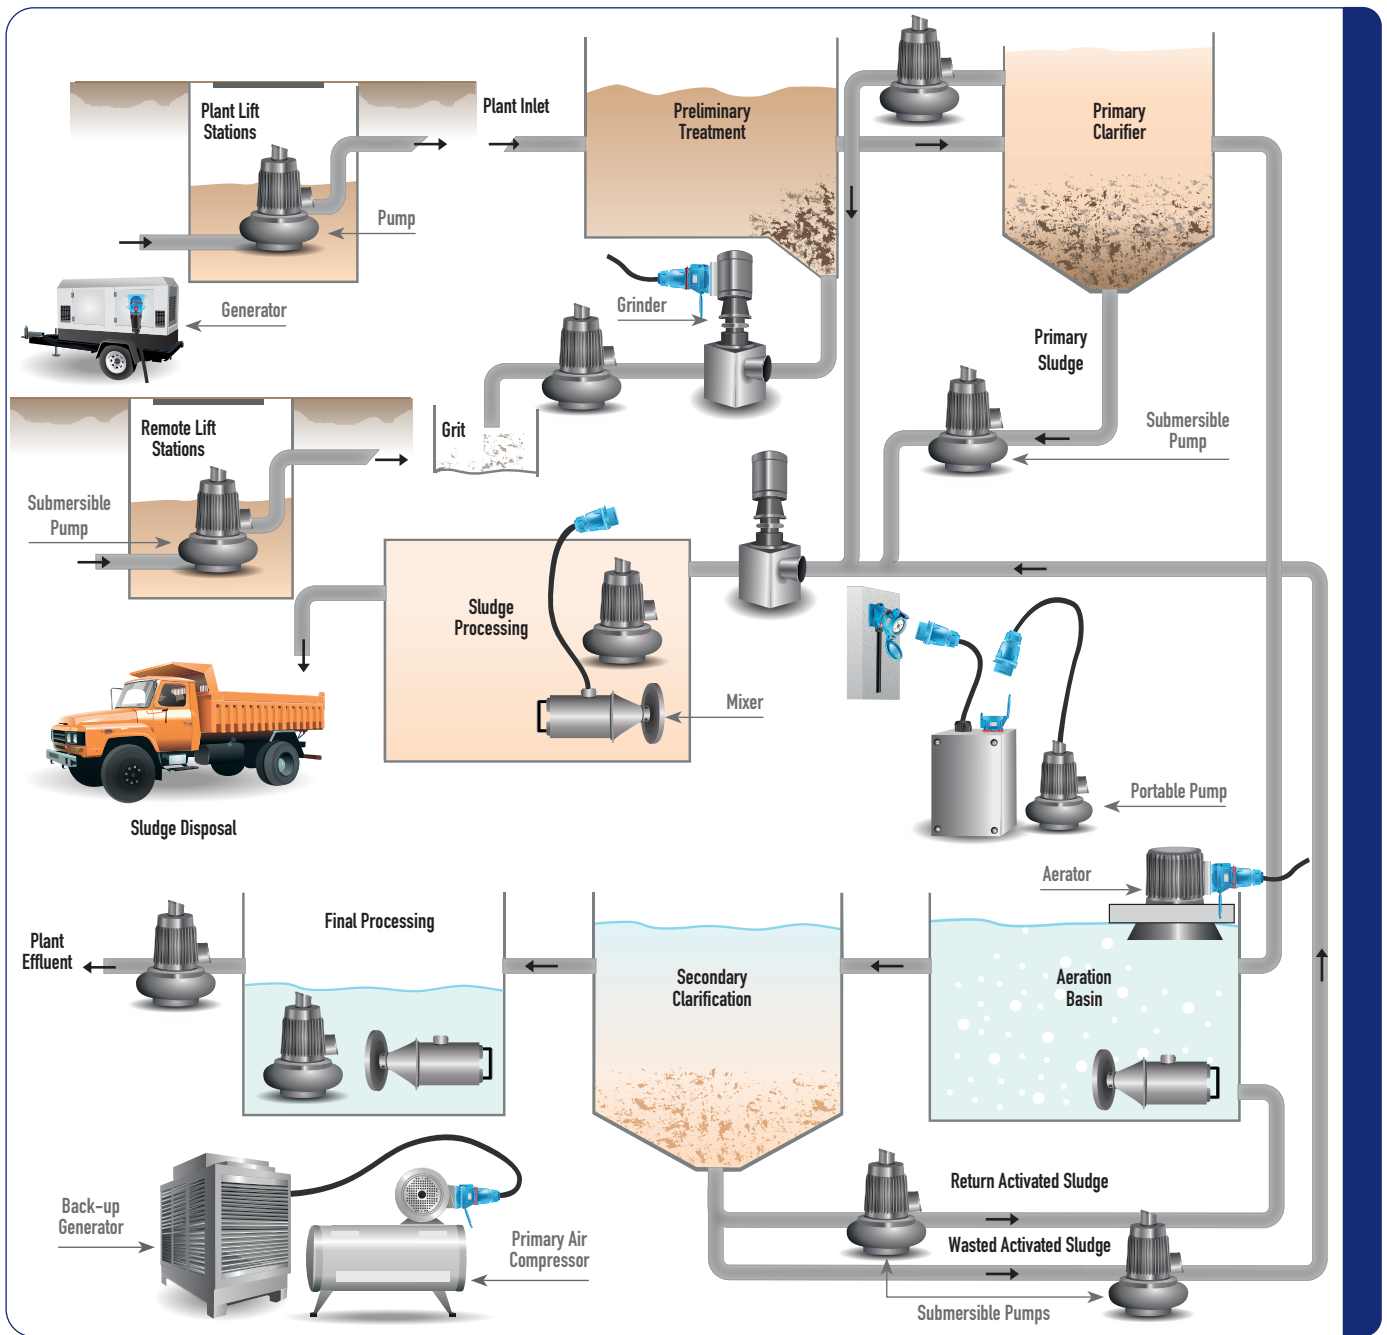 Plant Lift
Stations
Plant Inlet
Preliminary
Treatment
Primary
Clarifier
Pump
Generator
Grinder
Primary
Sludge
Submersible
Pump
Remote Lift
Stations
Grit
Submersible
Pump
Sludge
Processing
Mixer
Portable Pump
Sludge Disposal
Aerator
Final Processing
Plant
Effluent
Secondary
Clarification
Aeration
Basin
Return Activated Sludge
Wasted Activated Sludge
Back-up
Generator
Primary Air
Compressor
Submersible Pumps